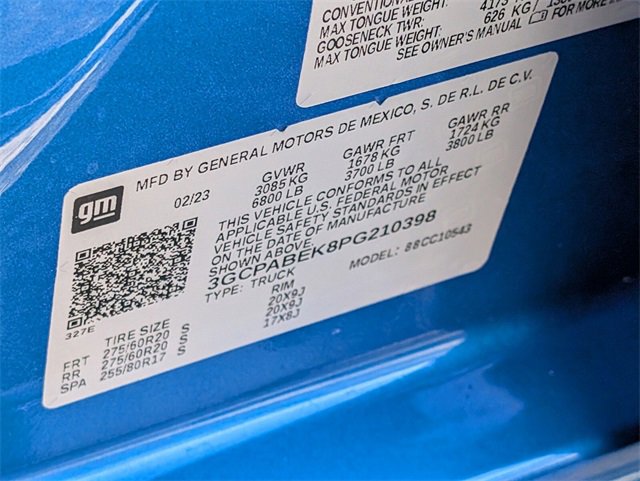 CONVENTION
MAX TONGUE WEIGHT:
GOOSENECK TWR:
MAX TONGUE WEIGHT: 626 KG/
SEE OWNER'S MANUAL FOR MORE
MFD BY GENERAL MOTORS DE MEXICO, S. DE R.L. DE C.V.
gm
02/23 GVWR GAWR FRT GAWR RR
3085 KG 1678 KG 1724 KG
6800 LB 3700 LB 3800 LB
THIS VEHICLE CONFORMS TO ALL
APPLICABLE U.S. FEDERAL MOTOR
VEHICLE SAFETY STANDARDS IN EFFECT
ON THE DATE OF MANUFACTURE
SHOWN ABOVE.
3GCPABEK8PG210398
TYPE: TRUCK MODEL: 88CC10543
327E
TIRE SIZE RIM
FRT 275/60R20 S 20X9J
RR 275/60R20 S 20X9J
SPA 255/80R17 S 17X8J